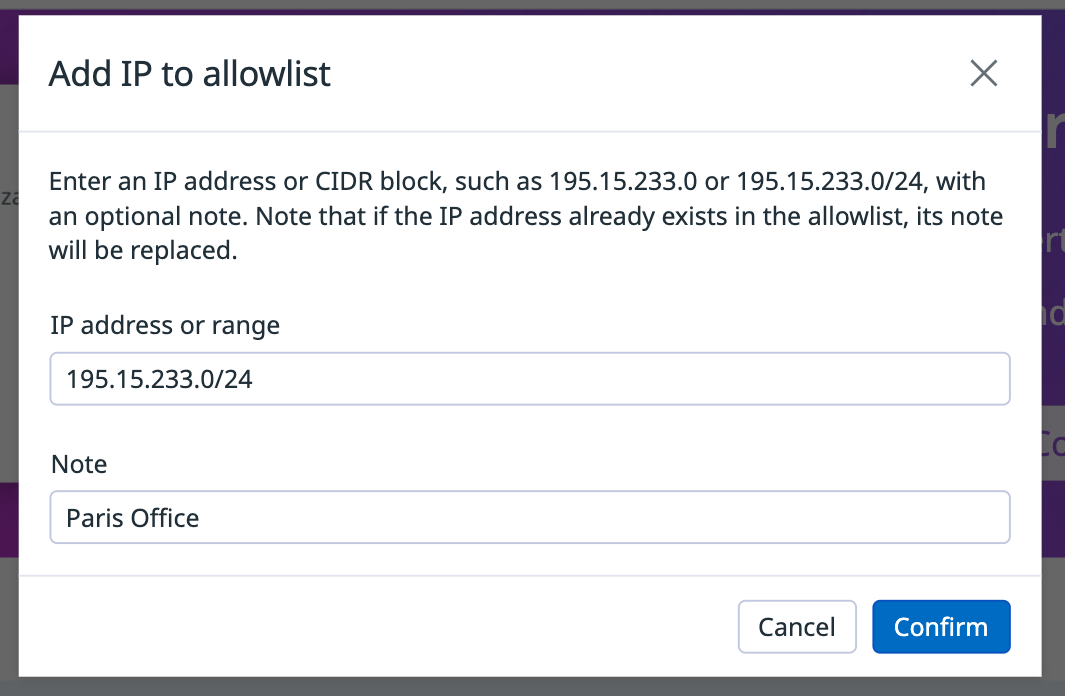 Add IP to allowlist
Enter an IP address or CIDR block, such as 195.15.233.0 or 195.15.233.0/24, with
an optional note. Note that if the IP address already exists in the allowlist, its note
will be replaced.
IP address or range
195.15.233.0/24
Note
Paris Office
Cancel
Confirm